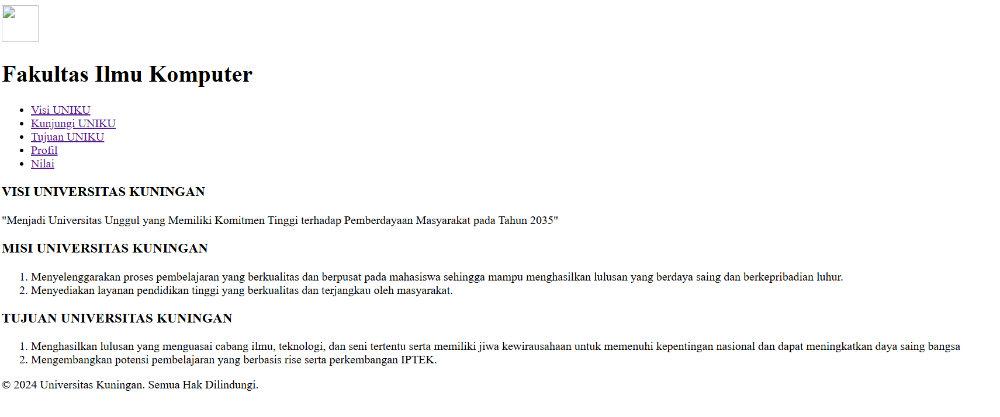 Fakultas Ilmu Komputer
• Visi UNIKU
• Kunjungi UNIKU
• Tujuan UNIKU
• Profil
• Nilai
VISI UNIVERSITAS KUNINGAN
"Menjadi Universitas Unggul yang Memiliki Komitmen Tinggi terhadap Pemberdayaan Masyarakat pada Tahun 2035"
MISI UNIVERSITAS KUNINGAN
1. Menyelenggarakan proses pembelajaran yang berkualitas dan berpusat pada mahasiswa sehingga mampu menghasilkan lulusan yang berdaya saing dan berkepribadian luhur.
2. Menyediakan layanan pendidikan tinggi yang berkualitas dan terjangkau oleh masyarakat.
TUJUAN UNIVERSITAS KUNINGAN
1. Menghasilkan lulusan yang menguasai cabang ilmu, teknologi, dan seni tertentu serta memiliki jiwa kewirausahaan untuk memenuhi kepentingan nasional dan dapat meningkatkan daya saing bangsa
2. Mengembangkan potensi pembelajaran yang berbasis rise serta perkembangan IPTEK.
© 2024 Universitas Kuningan. Semua Hak Dilindungi.